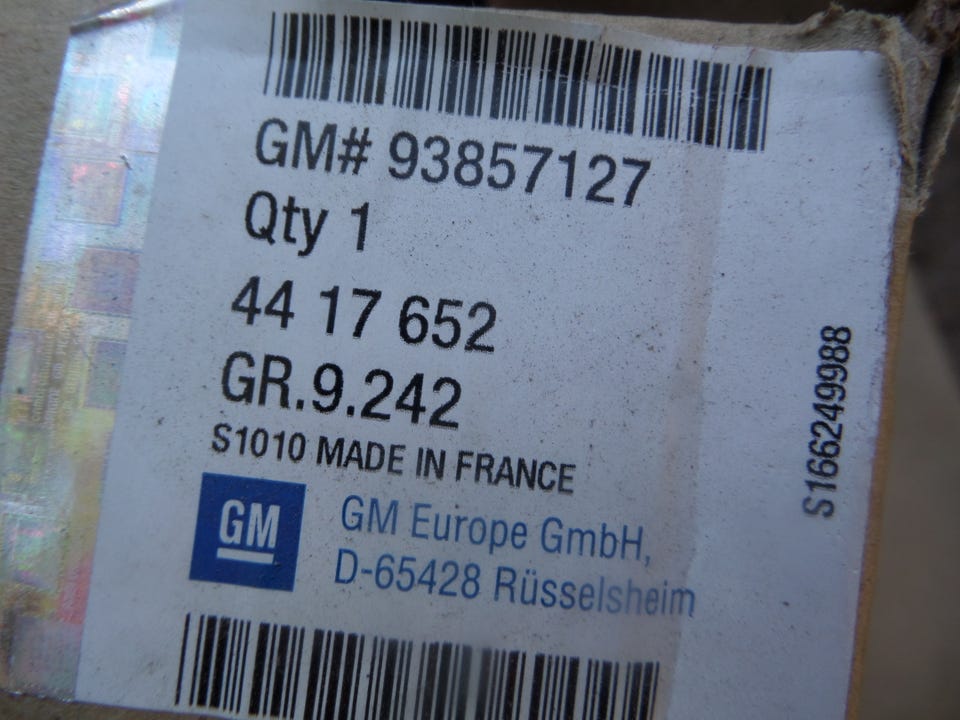 GM# 93857127
Qty 1
44 17 652
GR.9.242
S1010 MADE IN FRANCE
GM
GM Europe GmbH,
D-65428 Rüsselsheim
S166249988